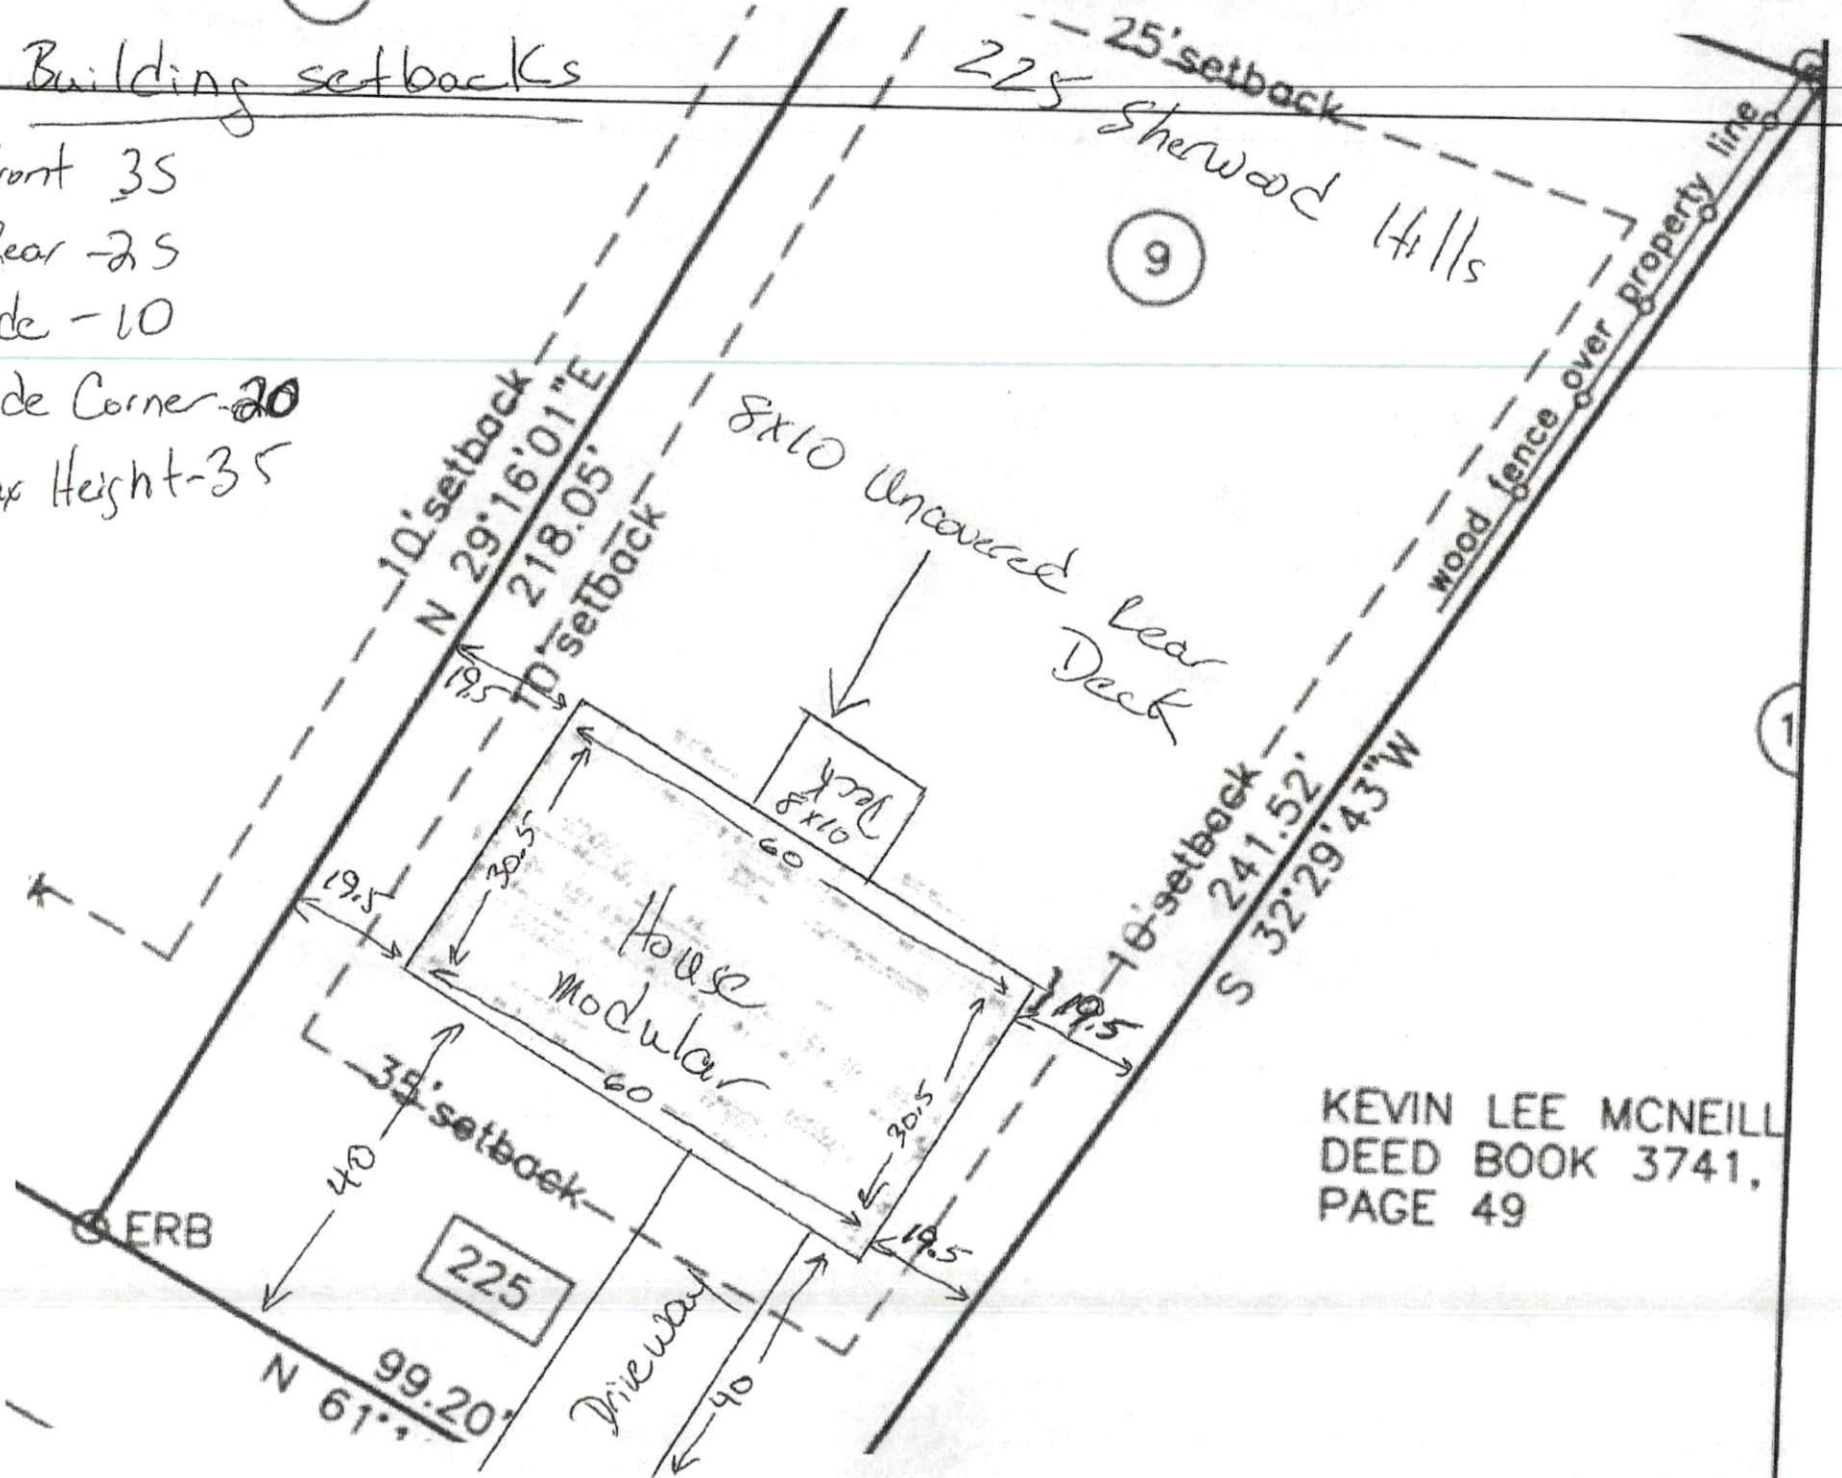 Building setbacks
ront 35
ear -25
de -10
de Corner-20
x Height-35
25'setback
225 Sherwood Hills
9
wood fence over property line
10'setback
N 29°16'01"E
218.05'
10'setback
8x10 Uncovered Rear
Deck
Deck
8x10
19.5
19.5
60
30.5
House
modular
60
30.5
19.5
19.5
10'setback
241.52'
S 32°29'43"W
1
35'setback
40
ERB
225
Driveway
40
99.20'
N 61°
KEVIN LEE MCNEILL
DEED BOOK 3741,
PAGE 49